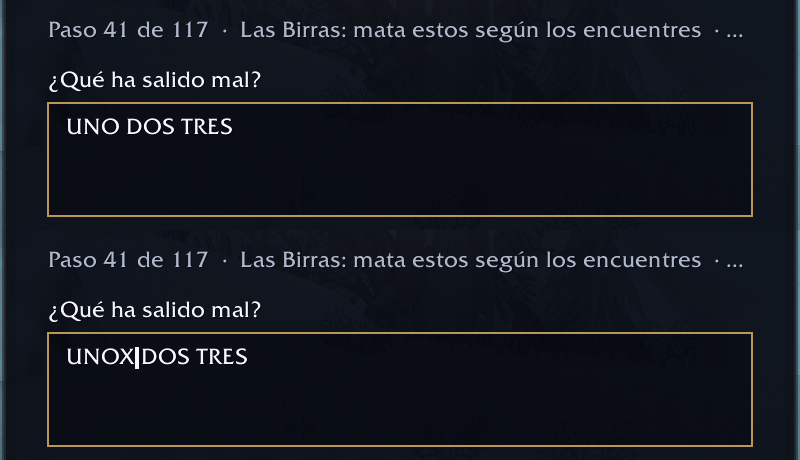 Paso 41 de 117 · Las Birras: mata estos según los encuentres · ...
¿Qué ha salido mal?
UNO DOS TRES
Paso 41 de 117 · Las Birras: mata estos según los encuentres · ...
¿Qué ha salido mal?
UNOX DOS TRES